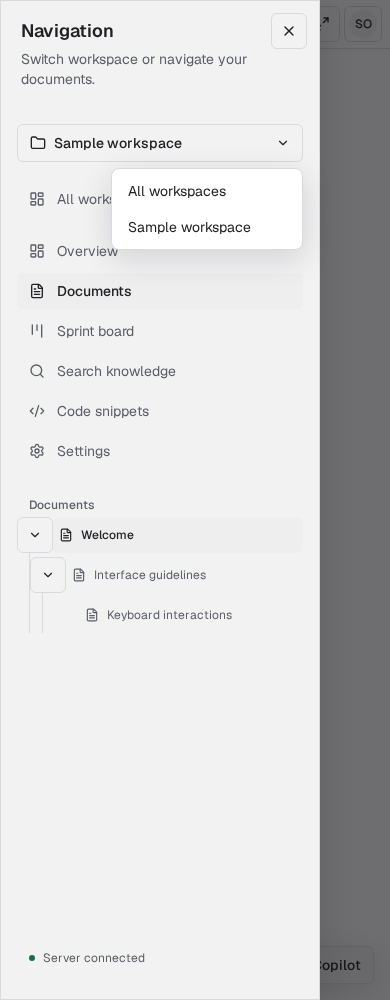 Navigation
SO
Switch workspace or navigate your
documents.
Sample workspace
All workspaces
All
Sample workspace
Overview
Documents
Sprint board
Search knowledge
Code snippets
Settings
Documents
Welcome
Interface guidelines
Keyboard interactions
Server connected
Copilot